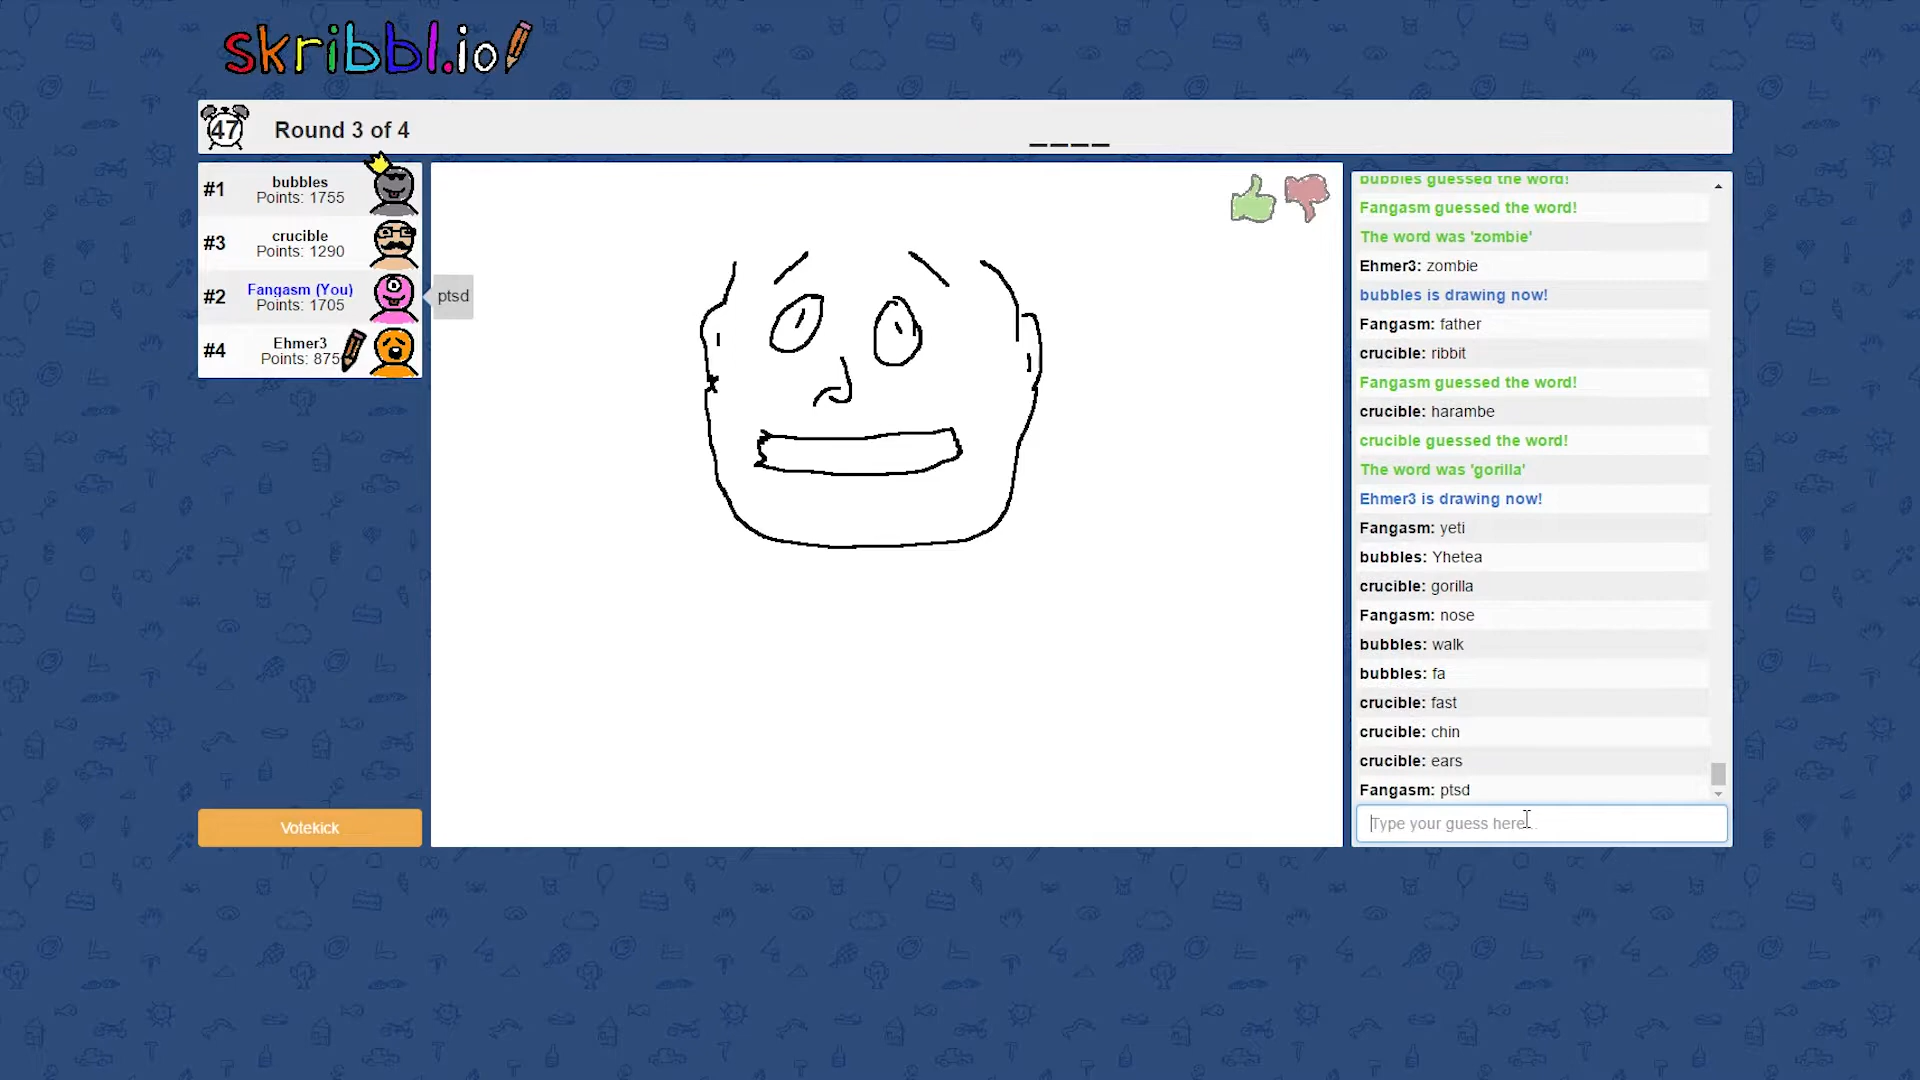 skribbl.io
47
Round 3 of 4
____
#1
bubbles
Points: 1755
#3
crucible
Points: 1290
#2
Fangasm (You)
Points: 1705
ptsd
#4
Ehmer3
Points: 875
Votekick
bubbles guessed the word!
Fangasm guessed the word!
The word was 'zombie'
Ehmer3: zombie
bubbles is drawing now!
Fangasm: father
crucible: ribbit
Fangasm guessed the word!
crucible: harambe
crucible guessed the word!
The word was 'gorilla'
Ehmer3 is drawing now!
Fangasm: yeti
bubbles: Yhetea
crucible: gorilla
Fangasm: nose
bubbles: walk
bubbles: fa
crucible: fast
crucible: chin
crucible: ears
Fangasm: ptsd
Type your guess here...